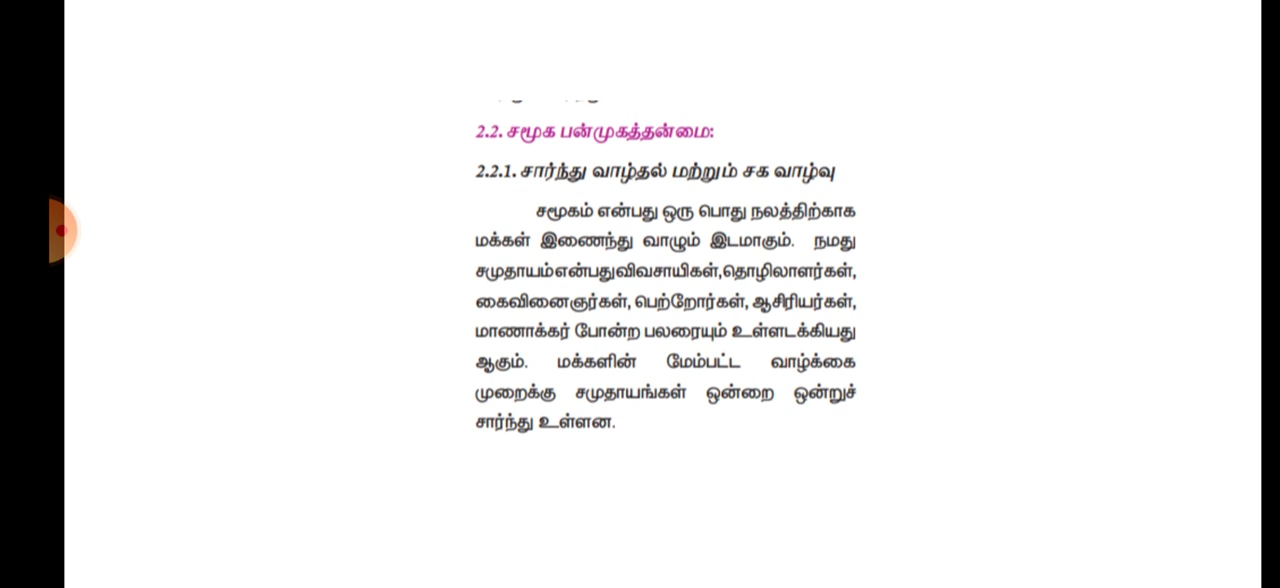 2.2. சமூக பன்முகத்தன்மை:
2.2.1. சார்ந்து வாழ்தல் மற்றும் சக வாழ்வு
சமூகம் என்பது ஒரு பொது நலத்திற்காக
மக்கள் இணைந்து வாழும் இடமாகும். நமது
சமுதாயம்என்பதுவிவசாயிகள்,தொழிலாளர்கள்,
கைவினைஞர்கள், பெற்றோர்கள், ஆசிரியர்கள்,
மாணாக்கர் போன்ற பலரையும் உள்ளடக்கியது
ஆகும். மக்களின் மேம்பட்ட வாழ்க்கை
முறைக்கு சமுதாயங்கள் ஒன்றை ஒன்றுச்
சார்ந்து உள்ளன.